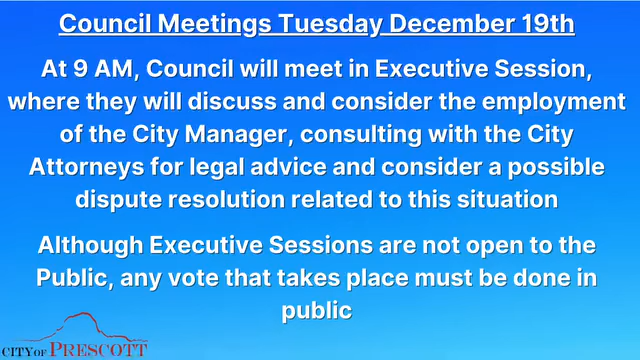 Council Meetings Tuesday December 19th
At 9 AM, Council will meet in Executive Session,
where they will discuss and consider the employment
of the City Manager, consulting with the City
Attorneys for legal advice and consider a possible
dispute resolution related to this situation
Although Executive Sessions are not open to the
Public, any vote that takes place must be done in
public
CITY OF PRESCOTT